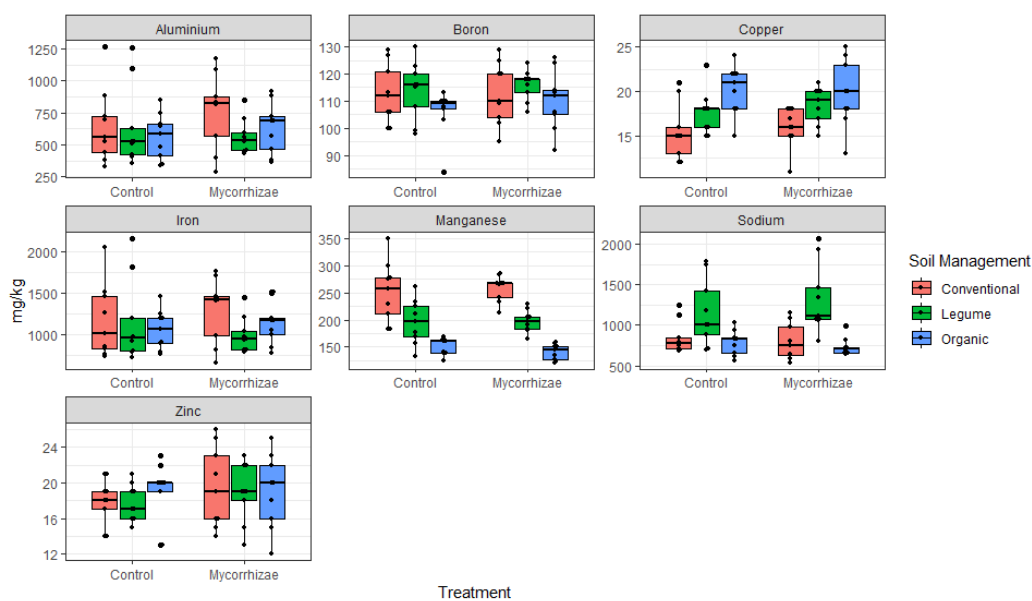 Aluminium Boron Copper
1250
1000
750
500
250
130
120
110
100
90
25
20
15
Control Mycorrhizae Control Mycorrhizae Control Mycorrhizae
Iron Manganese Sodium
mg/kg
2000
1500
1000
350
300
250
200
150
2000
1500
1000
500
Control Mycorrhizae Control Mycorrhizae
Soil Management
Conventional
Legume
Organic
Zinc
24
20
16
12
Control Mycorrhizae
Treatment